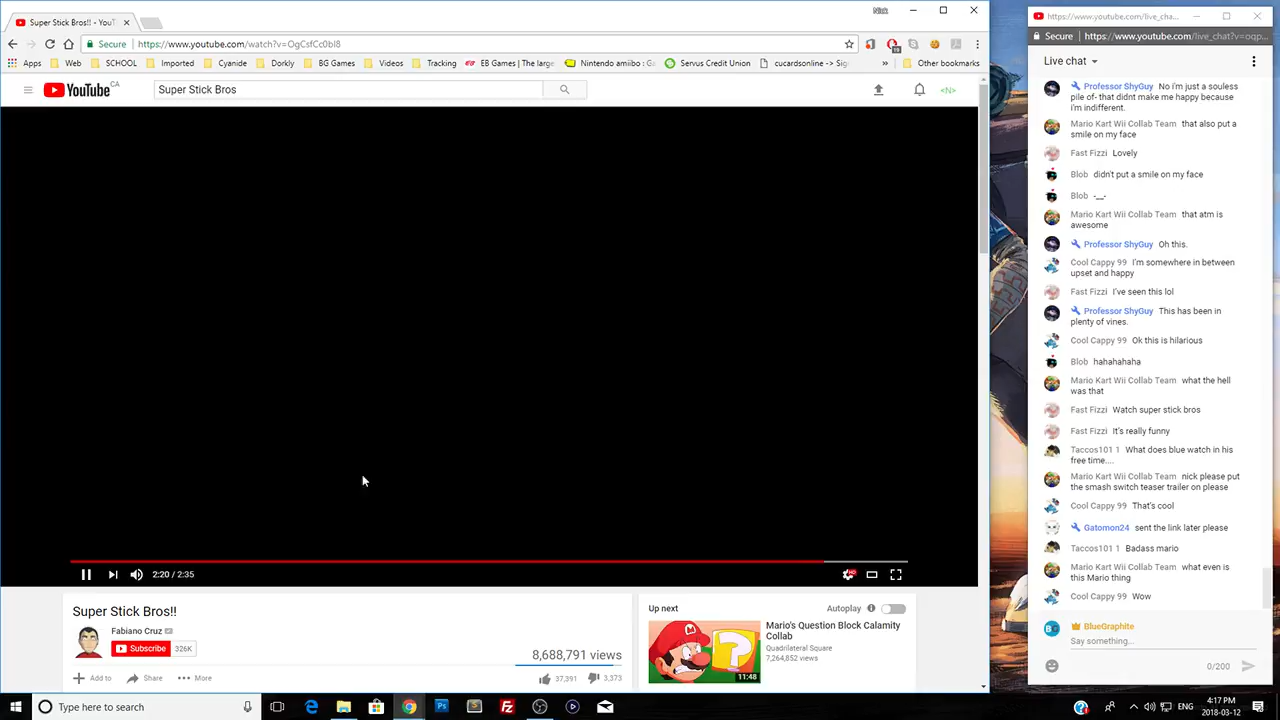 Super Stick Bros!! - YouT
Nick
Secure https://www.youtube.com/watch?v=OgCsfCc0bI8
Apps Web SCHOOL Imported Cyanide Dorkly BG Games Videos Tracking EB Games | The large Nintendo amiibo - G Servus Credit Union cucardsonline -> Sign » Other bookmarks
YouTube CA
Super Stick Bros
<N>
2:20 / 2:35
HD
Super Stick Bros!!
Fabiano Cruz
Subscribe 326K
8,688,791 views
Add to Share More
37,391 3,373
Up next
Autoplay
Mario's Question Block Calamity
Collab
Quadrilateral Square
7,264,852 views
11:48
https://www.youtube.com/live_cha...
Secure https://www.youtube.com/live_chat?v=oqp...
Live chat
Professor ShyGuy No i'm just a souless
pile of- that didnt make me happy because
i'm indifferent.
Mario Kart Wii Collab Team that also put a
smile on my face
Fast Fizzi Lovely
Blob didn't put a smile on my face
Blob -__-
Mario Kart Wii Collab Team that atm is
awesome
Professor ShyGuy Oh this.
Cool Cappy 99 I'm somewhere in between
upset and happy
Fast Fizzi I've seen this lol
Professor ShyGuy This has been in
plenty of vines.
Cool Cappy 99 Ok this is hilarious
Blob hahahahaha
Mario Kart Wii Collab Team what the hell
was that
Fast Fizzi Watch super stick bros
Fast Fizzi It's really funny
Taccos101 1 What does blue watch in his
free time....
Mario Kart Wii Collab Team nick please put
the smash switch teaser trailer on please
Cool Cappy 99 That's cool
Gatomon24 sent the link later please
Taccos101 1 Badass mario
Mario Kart Wii Collab Team what even is
this Mario thing
Cool Cappy 99 Wow
BlueGraphite
Say something...
0/200
Type here to search
ENG
4:17 PM
2018-03-12